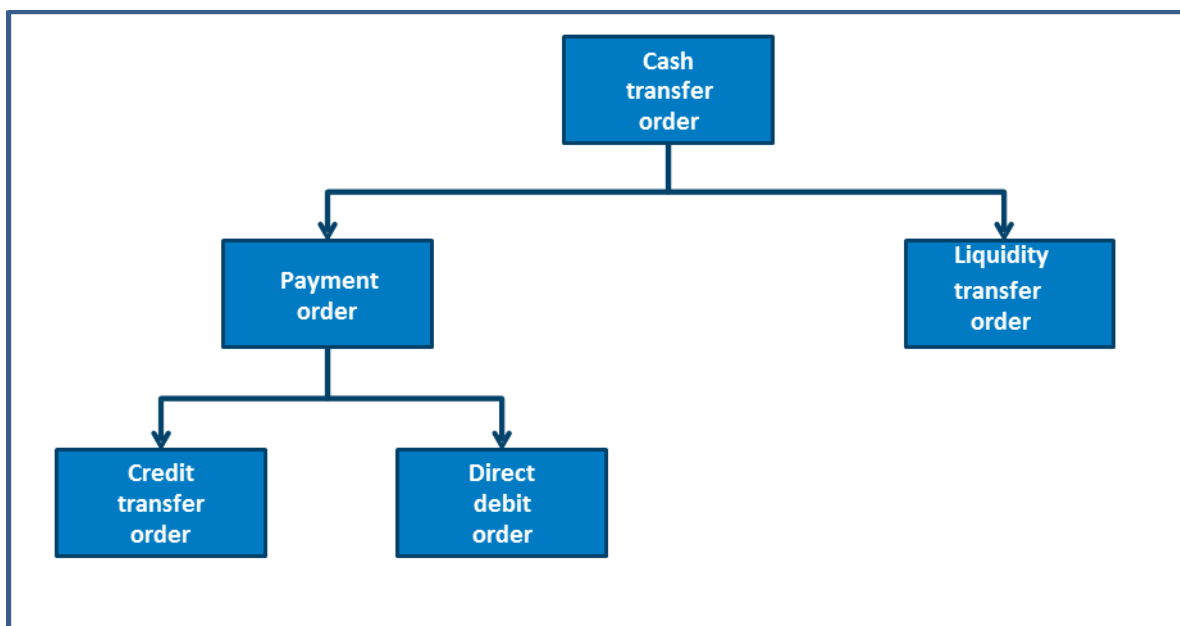 Cash
transfer
order
Payment
order
Liquidity
transfer
order
Credit
transfer
order
Direct
debit
order